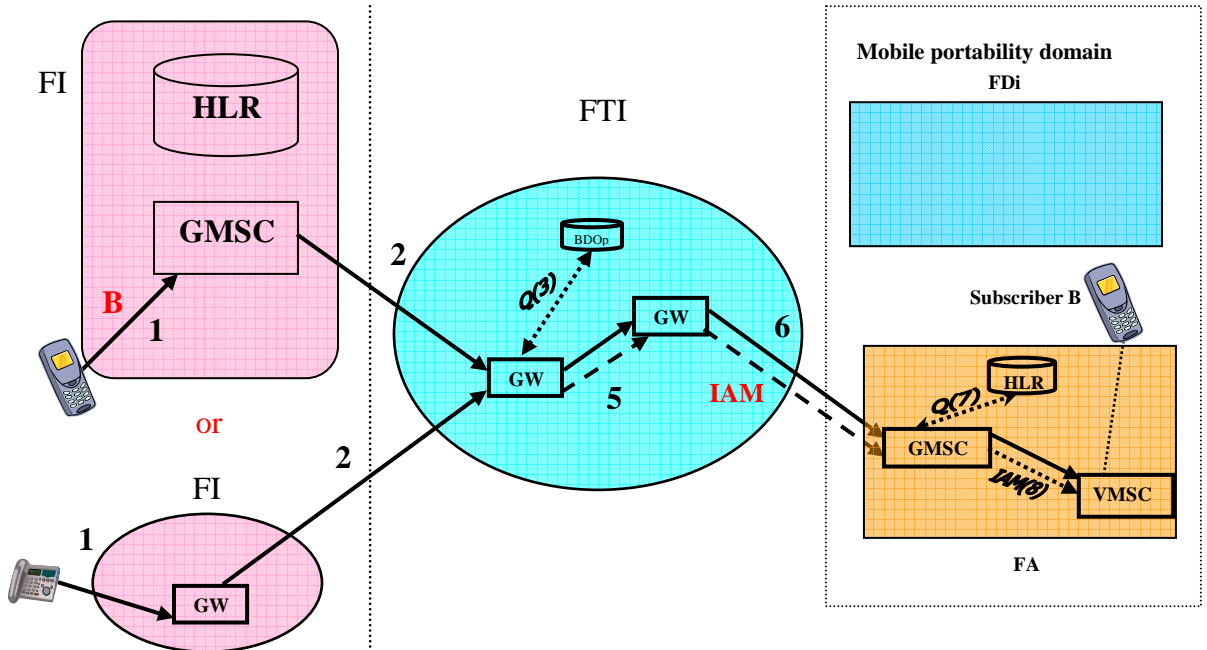 FI
HLR
GMSC
B
1
or
FI
1
GW
2
2
FTI
BDOp
Q(3)
GW
GW
5
6
IAM
Mobile portability domain
FDi
Subscriber B
HLR
Q(7)
GMSC
IAM(8)
VMSC
FA